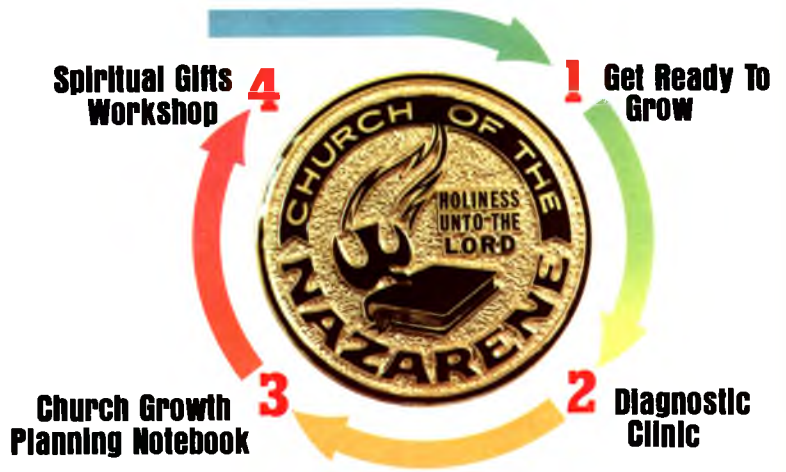 1 Get Ready To
Grow
2 Diagnostic
Clinic
3 Church Growth
Planning Notebook
4 Spiritual Gifts
Workshop
CHURCH OF THE
NAZARENE
HOLINESS
UNTO THE
LORD